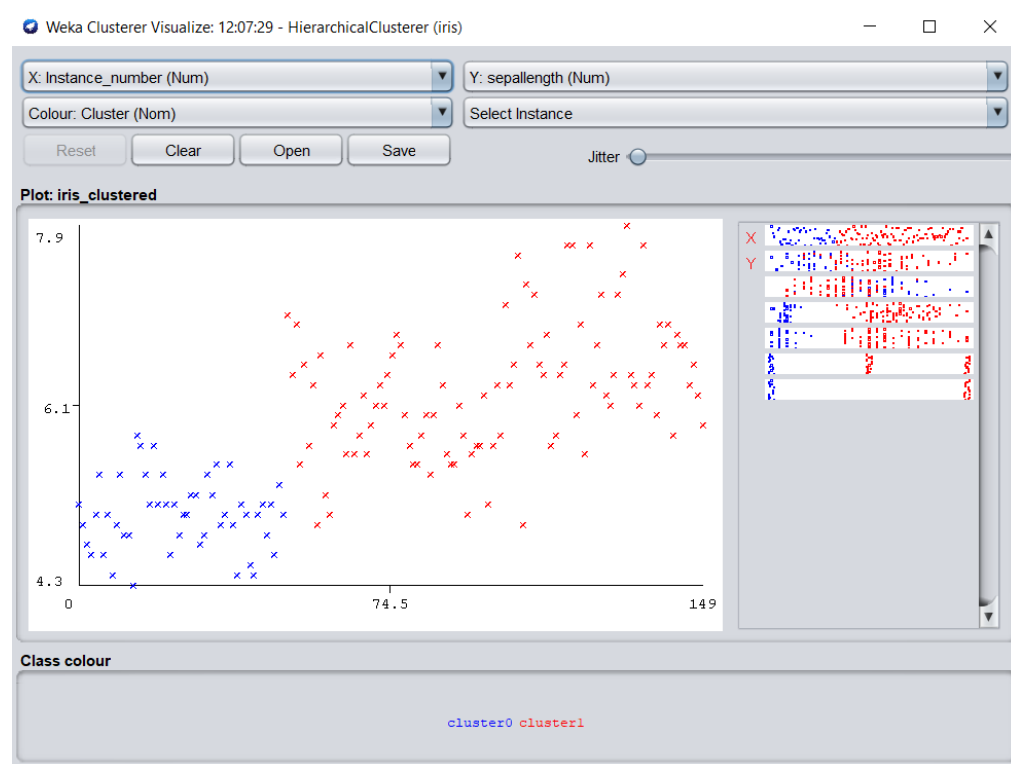 Weka Clusterer Visualize: 12:07:29 - HierarchicalClusterer (iris)
X: Instance_number (Num)
Y: sepallength (Num)
Colour: Cluster (Nom)
Select Instance
Reset
Clear
Open
Save
Jitter
Plot: iris_clustered
7.9
6.1
4.3
0
74.5
149
X
Y
Class colour
cluster0 cluster1